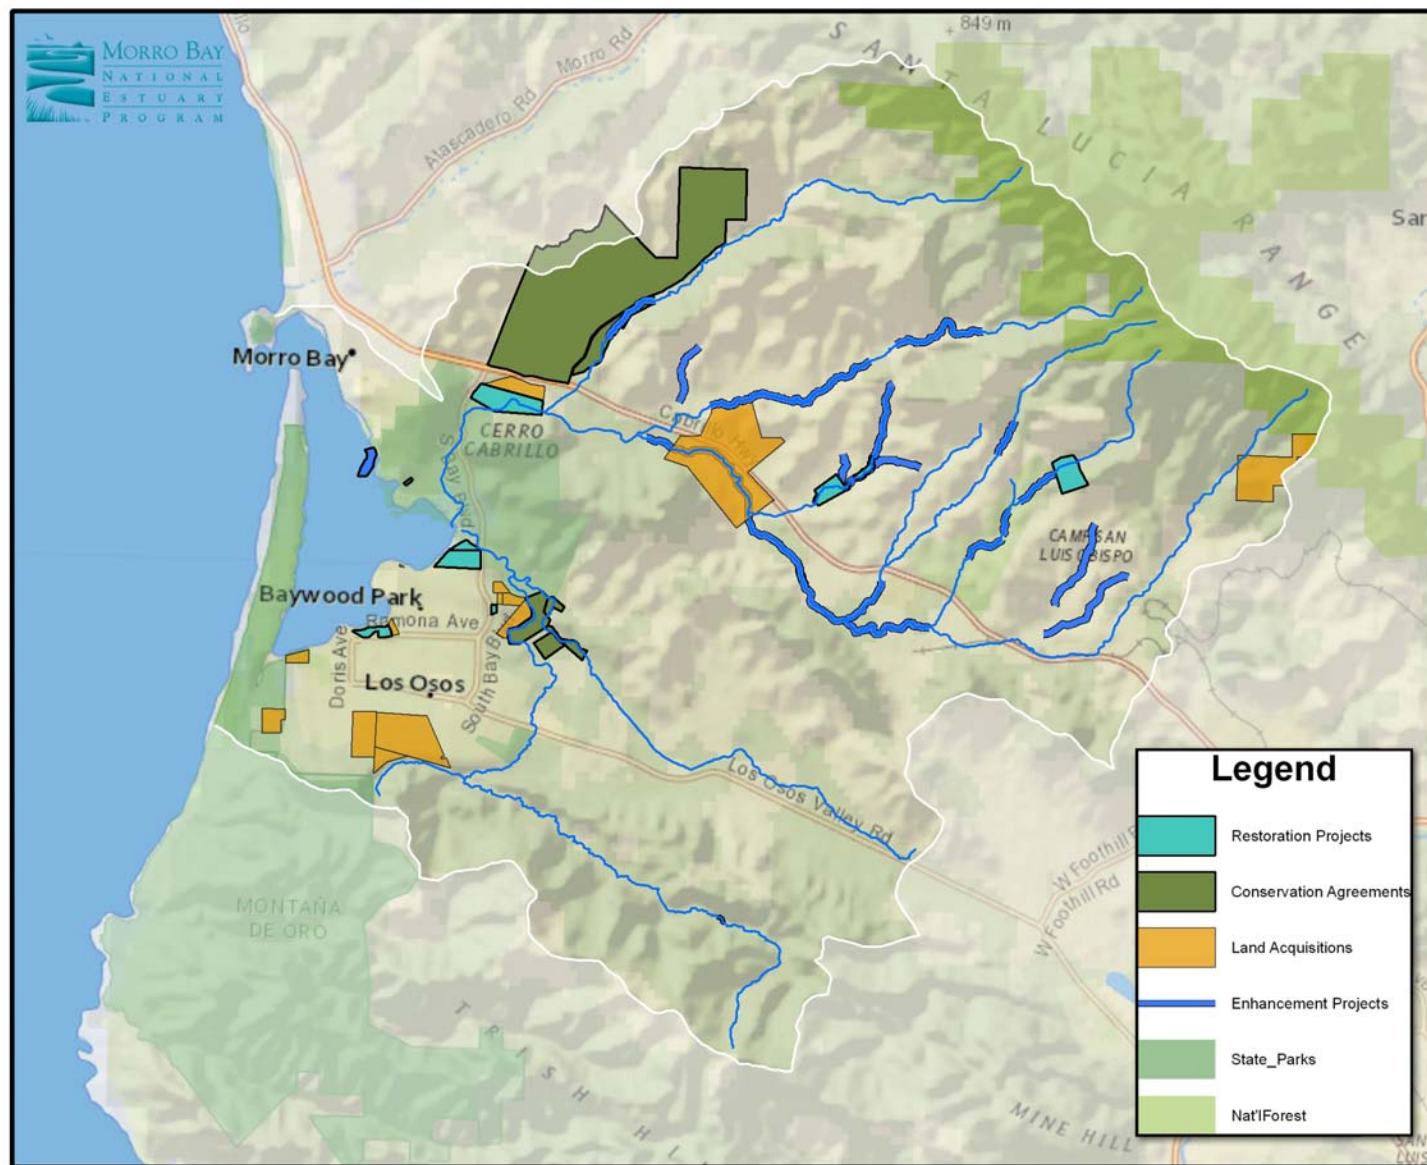 849 m
MORRO BAY
NATIONAL
ESTUARY
PROGRAM
Morro Rd
Atascadero Rd
SANTA LUCIA RANGE
San
Morro Bay
Cabrillo Hwy
CERRO
CABRILLO
S Bay Blvd
CAMP SAN
LUIS OBISPO
Baywood Park
Ramona Ave
Doris Ave
Los Osos
South Bay B
Los Osos Valley Rd
W Foothill
W Foothill Rd
MONTAÑA
DE ORO
IRISH HI
MINE HILL
Legend
Restoration Projects
Conservation Agreements
Land Acquisitions
Enhancement Projects
State_Parks
Nat'lForest